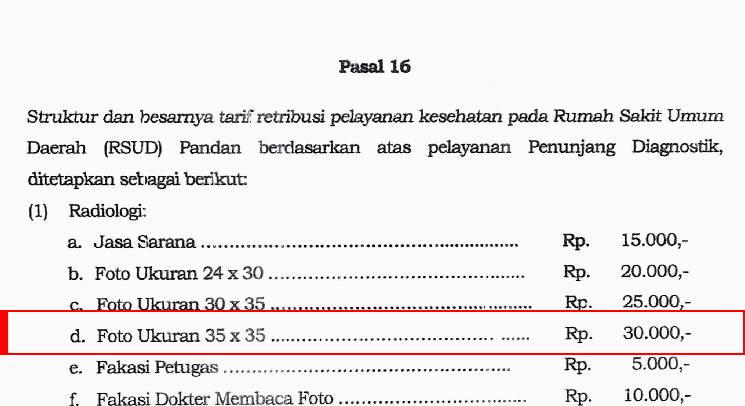 Pasal 16
Struktur dan besarnya tarif retribusi pelayanan kesehatan pada Rumah Sakit Umum
Daerah (RSUD) Pandan berdasarkan atas pelayanan Penunjang Diagnostik,
ditetapkan sebagai berikut:
(1) Radiologi:
a. Jasa Sarana ........................................................ Rp. 15.000,-
b. Foto Ukuran 24 x 30 ............................................. Rp. 20.000,-
c. Foto Ukuran 30 x 35 .............................................. Rp. 25.000,-
d. Foto Ukuran 35 x 35 ....................................... ...... Rp. 30.000,-
e. Fakasi Petugas ................................................... Rp. 5.000,-
f. Fakasi Dokter Membaca Foto ................................. Rp. 10.000,-